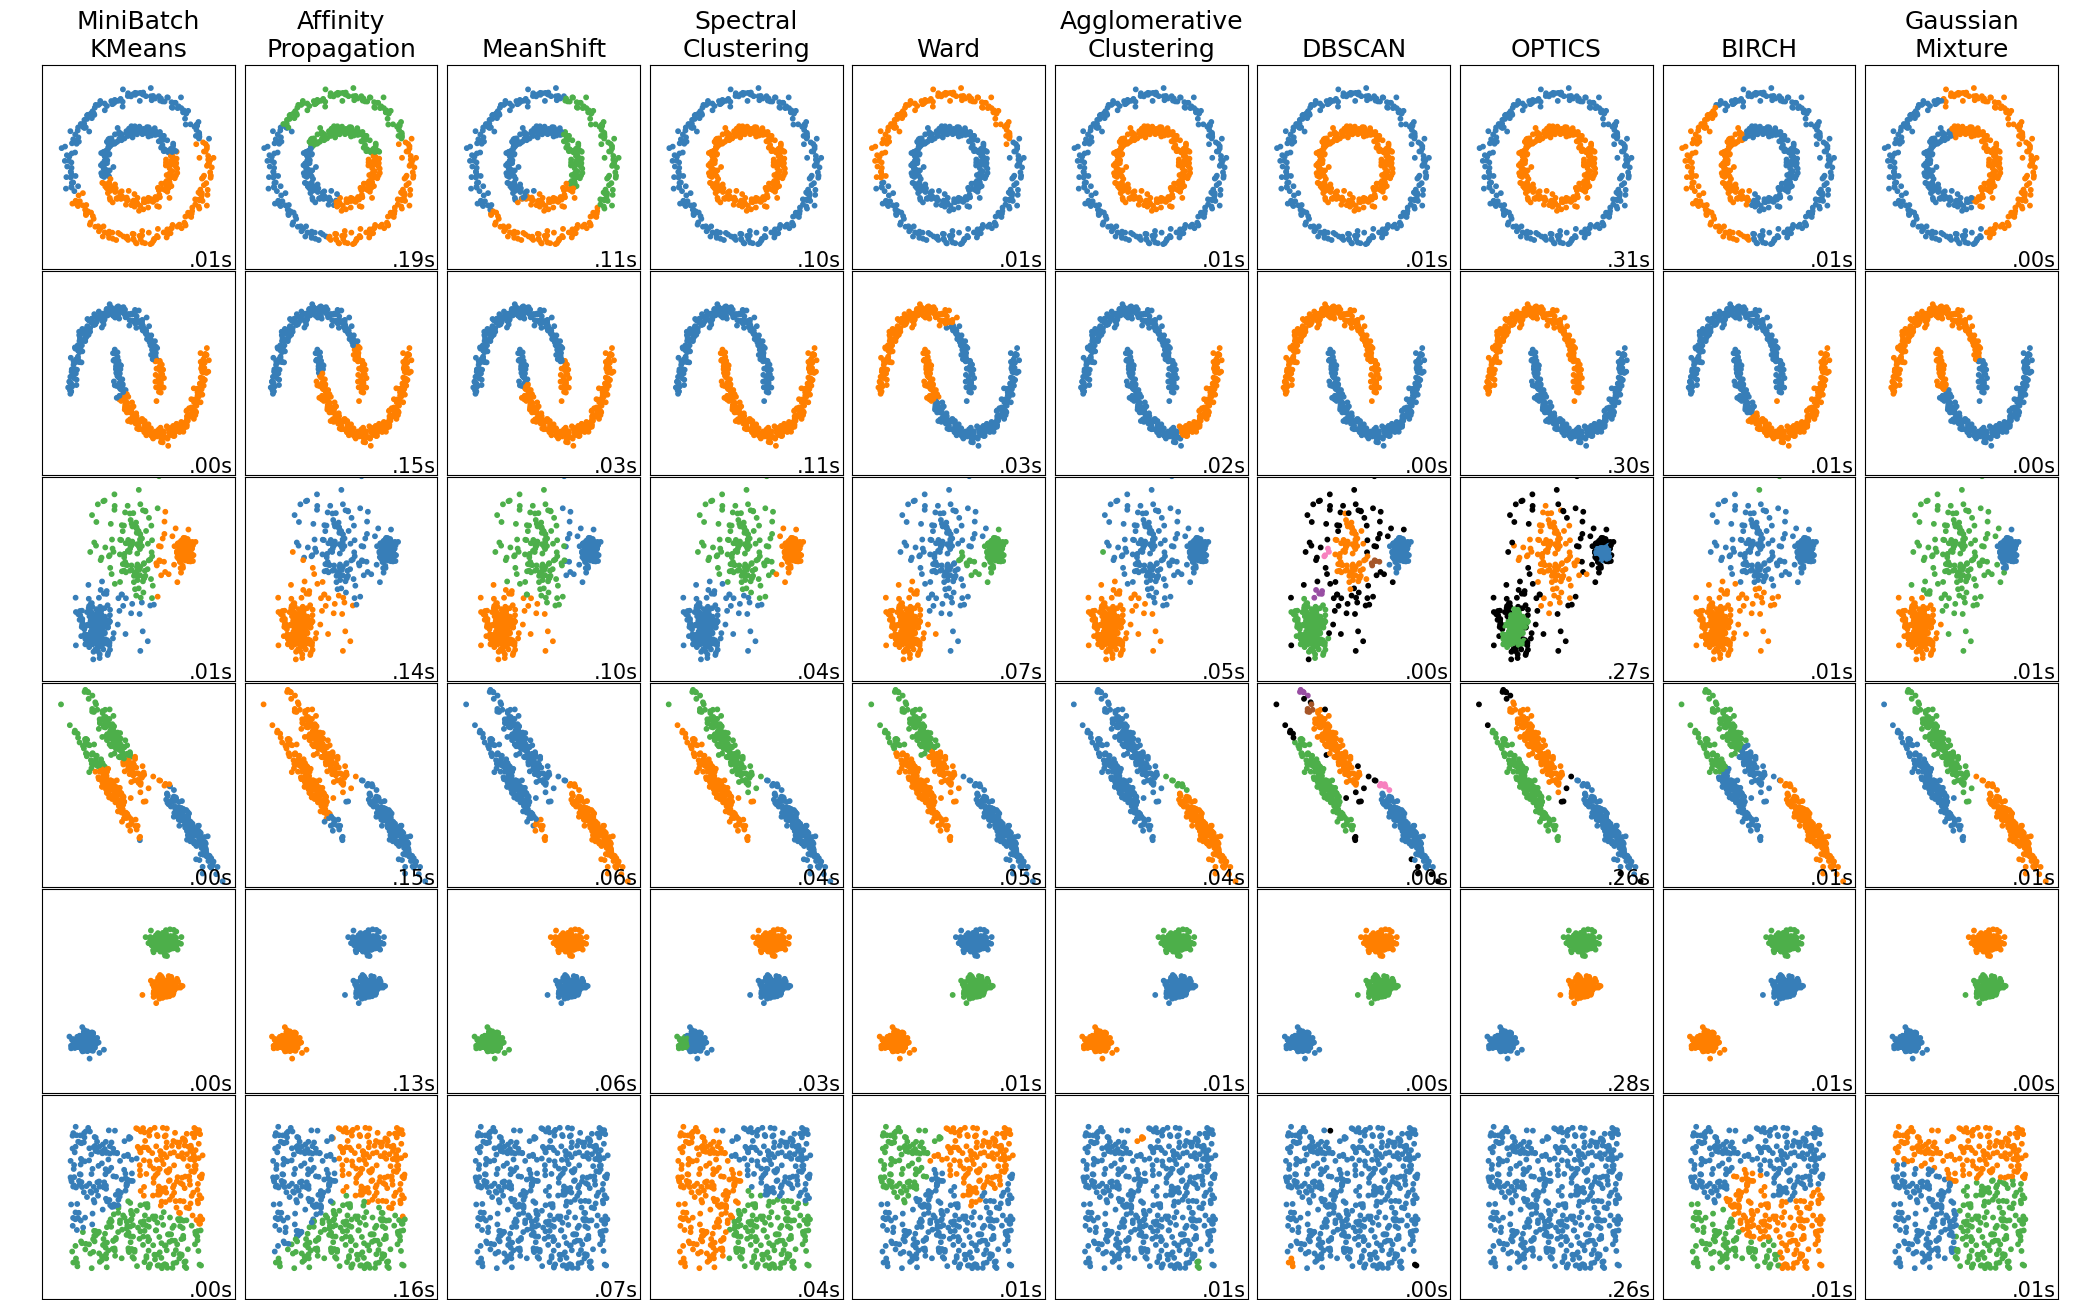 MiniBatch
KMeans
Affinity
Propagation
MeanShift
Spectral
Clustering
Ward
Agglomerative
Clustering
DBSCAN
OPTICS
BIRCH
Gaussian
Mixture
.01s
.19s
.11s
.10s
.01s
.01s
.01s
.31s
.01s
.00s
.00s
.15s
.03s
.11s
.03s
.02s
.00s
.30s
.01s
.00s
.01s
.14s
.10s
.04s
.07s
.05s
.00s
.27s
.01s
.01s
.00s
.15s
.06s
.04s
.05s
.04s
.00s
.26s
.01s
.01s
.00s
.13s
.06s
.03s
.01s
.01s
.00s
.28s
.01s
.00s
.00s
.16s
.07s
.04s
.01s
.01s
.00s
.26s
.01s
.01s